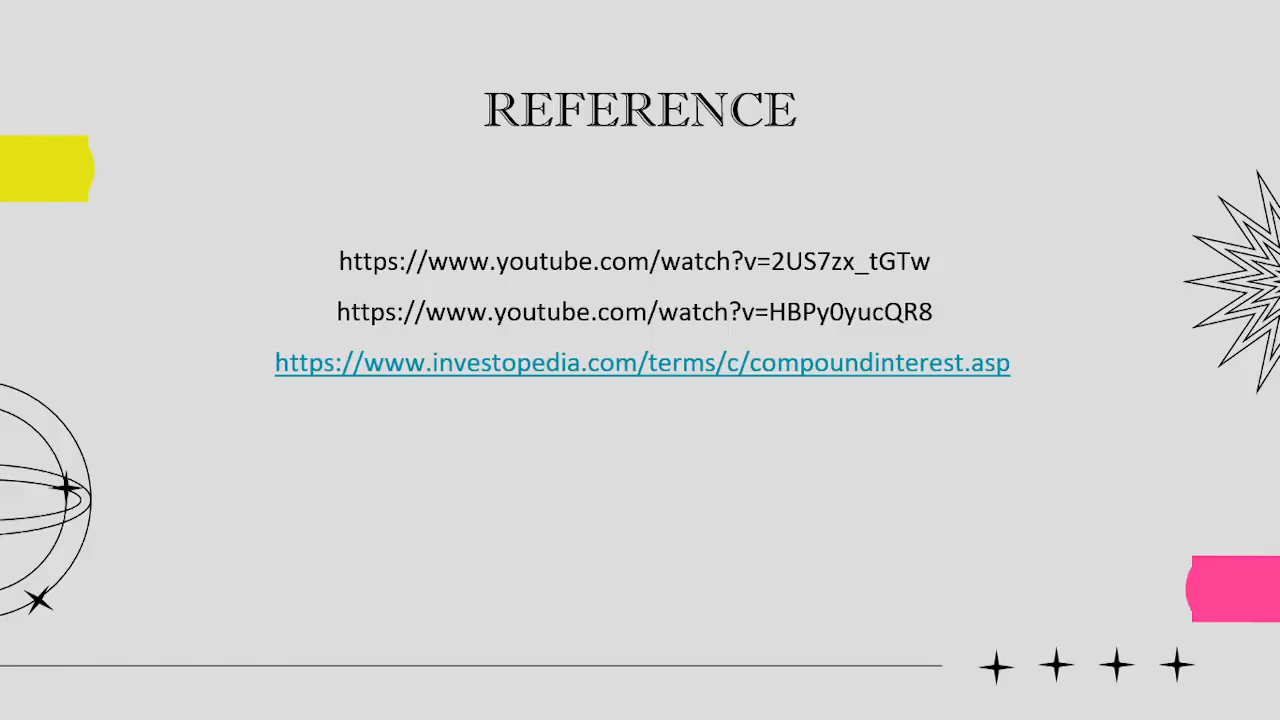 REFERENCE
https://www.youtube.com/watch?v=2US7zx_tGTw
https://www.youtube.com/watch?v=HBPy0yucQR8
https://www.investopedia.com/terms/c/compoundinterest.asp